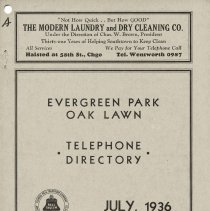 A
"Not How Quick . . But How GOOD"
THE MODERN LAUNDRY and DRY CLEANING CO.
Under the Direction of Chas. W. Brown, President
Thirty-one Years of Helping Southtown to Keep Clean
All Services We Pay for Your Telephone Call
Halsted at 58th St., Chgo Tel. Wentworth 0987
EVERGREEN PARK
OAK LAWN
· TELEPHONE ·
DIRECTORY
JULY, 1936